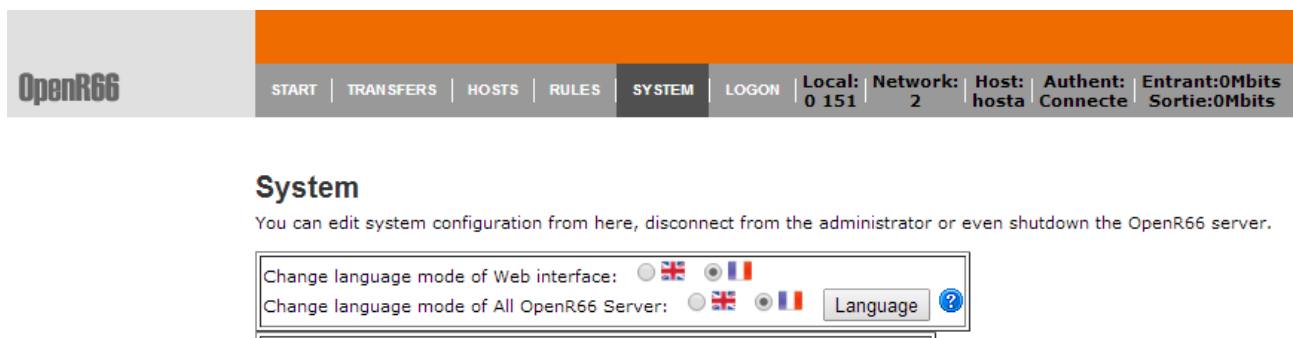 OpenR66
START TRANSFERS HOSTS RULES SYSTEM LOGON Local: Network: Host: Authent: Entrant:0Mbits
0 151 2 hosta Connecte Sortie:0Mbits
System
You can edit system configuration from here, disconnect from the administrator or even shutdown the OpenR66 server.
Change language mode of Web interface:
Change language mode of All OpenR66 Server: Language ?